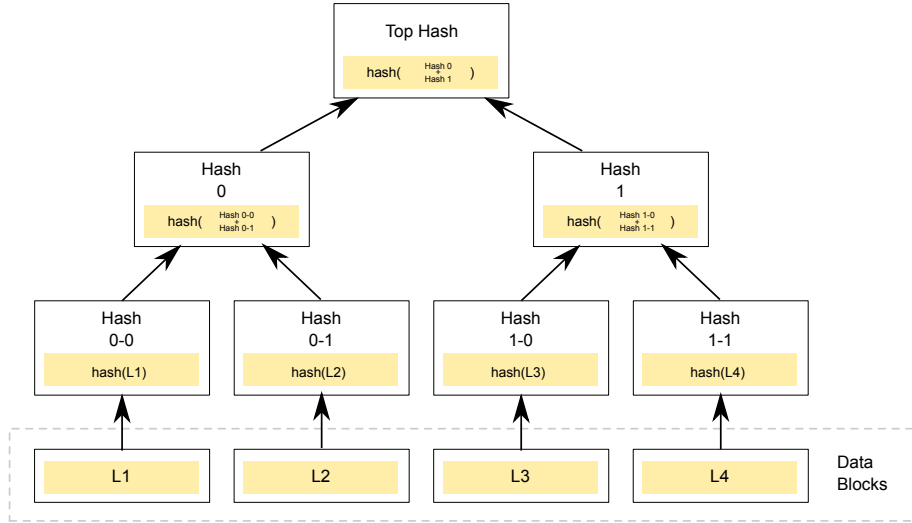 Top Hash
hash( Hash 0 + Hash 1 )
Hash
0
hash( Hash 0-0 + Hash 0-1 )
Hash
1
hash( Hash 1-0 + Hash 1-1 )
Hash
0-0
hash(L1)
Hash
0-1
hash(L2)
Hash
1-0
hash(L3)
Hash
1-1
hash(L4)
L1
L2
L3
L4
Data
Blocks